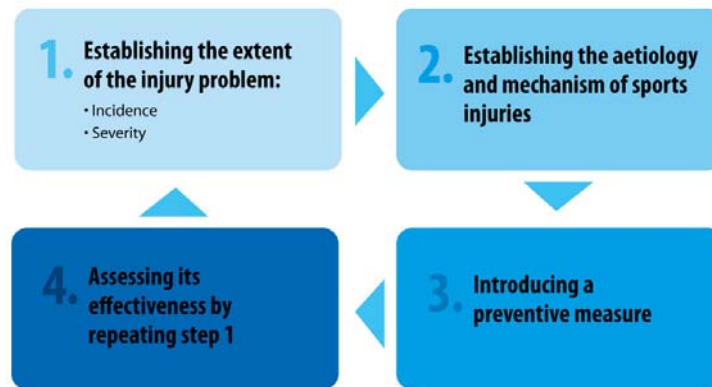 1.
Establishing the extent
of the injury problem:
• Incidence
• Severity
2.
Establishing the aetiology
and mechanism of sports
injuries
3.
Introducing a
preventive measure
4.
Assessing its
effectiveness by
repeating step 1